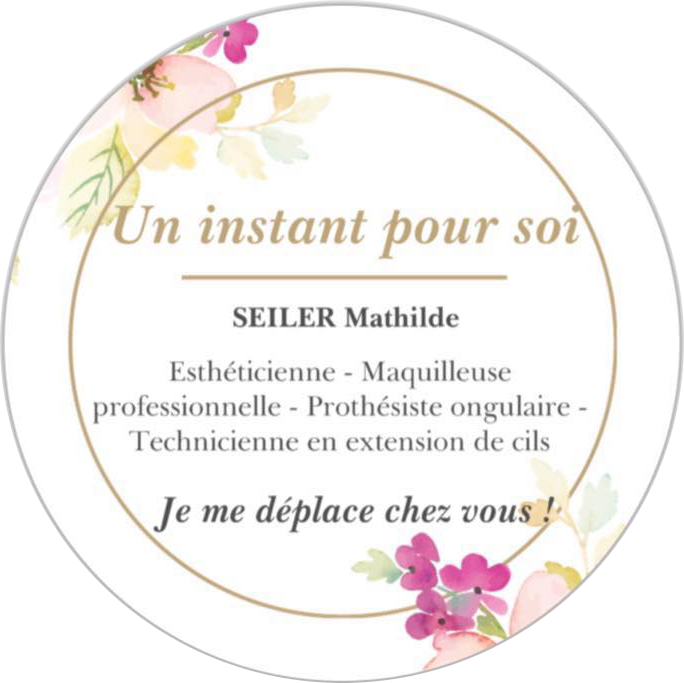 Un instant pour soi
SEILER Mathilde
Esthéticienne - Maquilleuse
professionnelle - Prothésiste ongulaire -
Technicienne en extension de cils
Je me déplace chez vous !